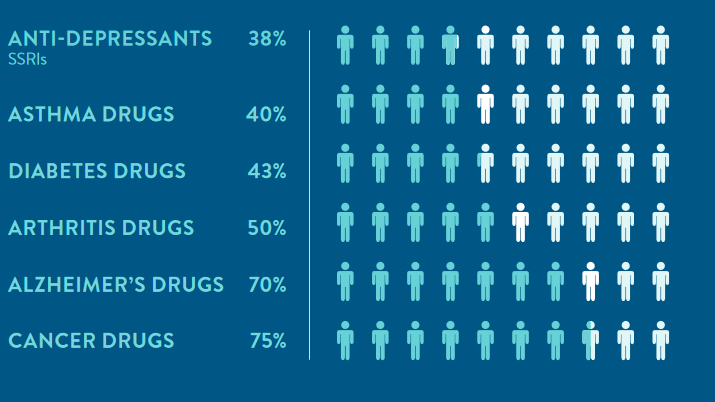 ANTI-DEPRESSANTS 38%
SSRIs
ASTHMA DRUGS 40%
DIABETES DRUGS 43%
ARTHRITIS DRUGS 50%
ALZHEIMER’S DRUGS 70%
CANCER DRUGS 75%